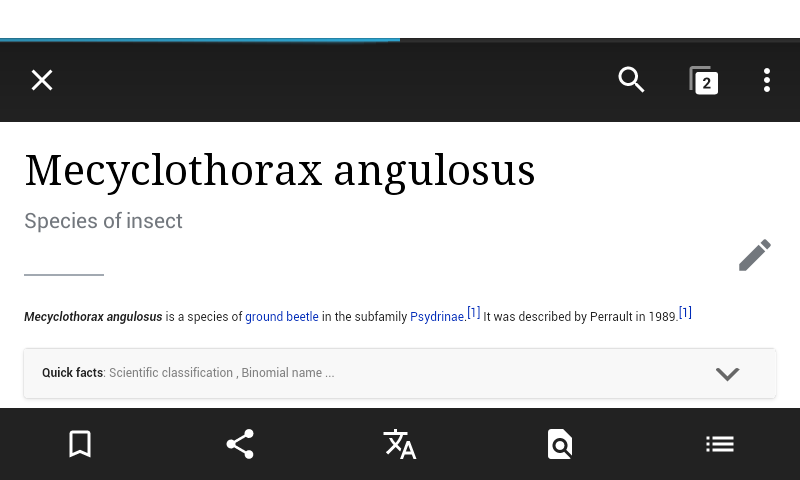 2
Mecyclothorax angulosus
Species of insect
Mecyclothorax angulosus is a species of ground beetle in the subfamily Psydrinae.[1] It was described by Perrault in 1989.[1]
Quick facts: Scientific classification , Binomial name ...